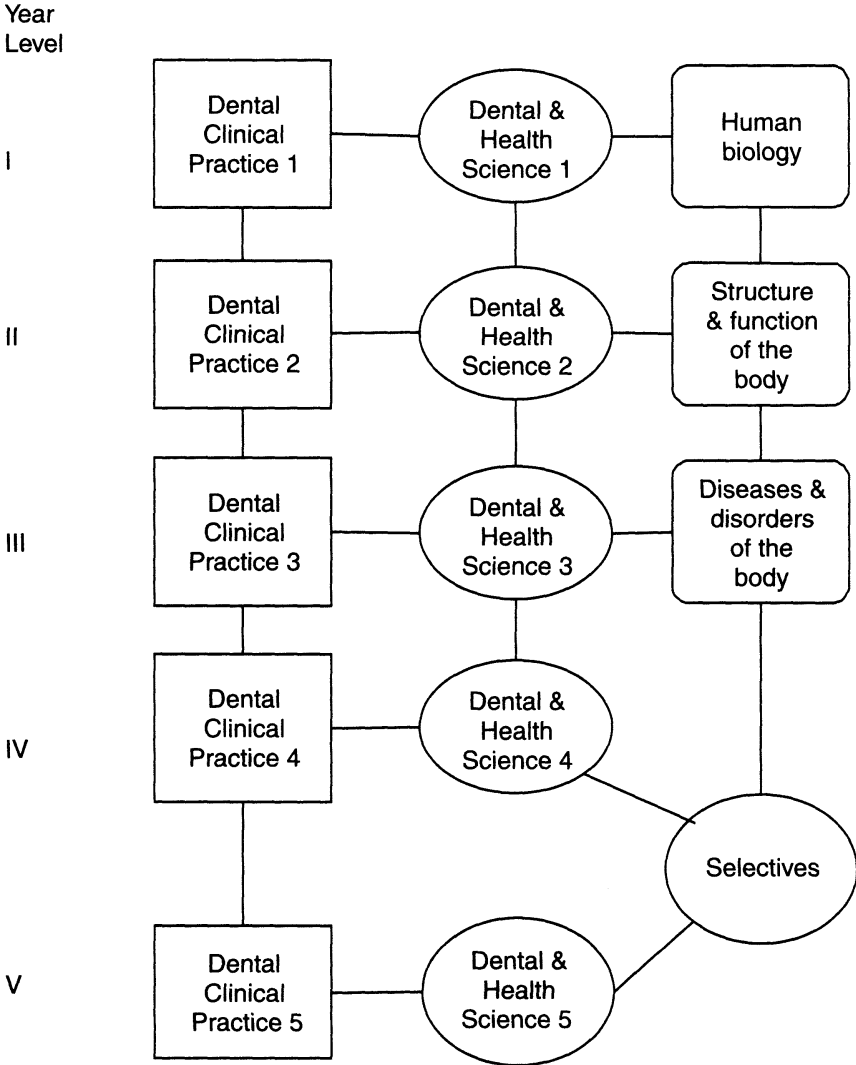 Year
Level
I
Dental
Clinical
Practice 1
Dental &
Health
Science 1
Human
biology
II
Dental
Clinical
Practice 2
Dental &
Health
Science 2
Structure
& function
of the
body
III
Dental
Clinical
Practice 3
Dental &
Health
Science 3
Diseases &
disorders
of the
body
IV
Dental
Clinical
Practice 4
Dental &
Health
Science 4
Selectives
V
Dental
Clinical
Practice 5
Dental &
Health
Science 5